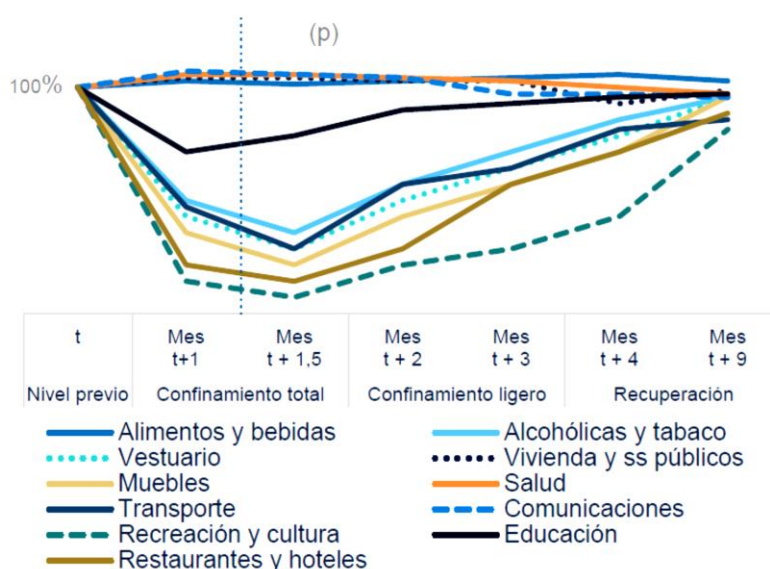 (p)
100%
t
Mes
t+1
Mes
t + 1,5
Mes
t + 2
Mes
t + 3
Mes
t + 4
Mes
t + 9
Nivel previo
Confinamiento total
Confinamiento ligero
Recuperación
Alimentos y bebidas
Alcohólicas y tabaco
Vestuario
Vivienda y ss públicos
Muebles
Salud
Transporte
Comunicaciones
Recreación y cultura
Educación
Restaurantes y hoteles